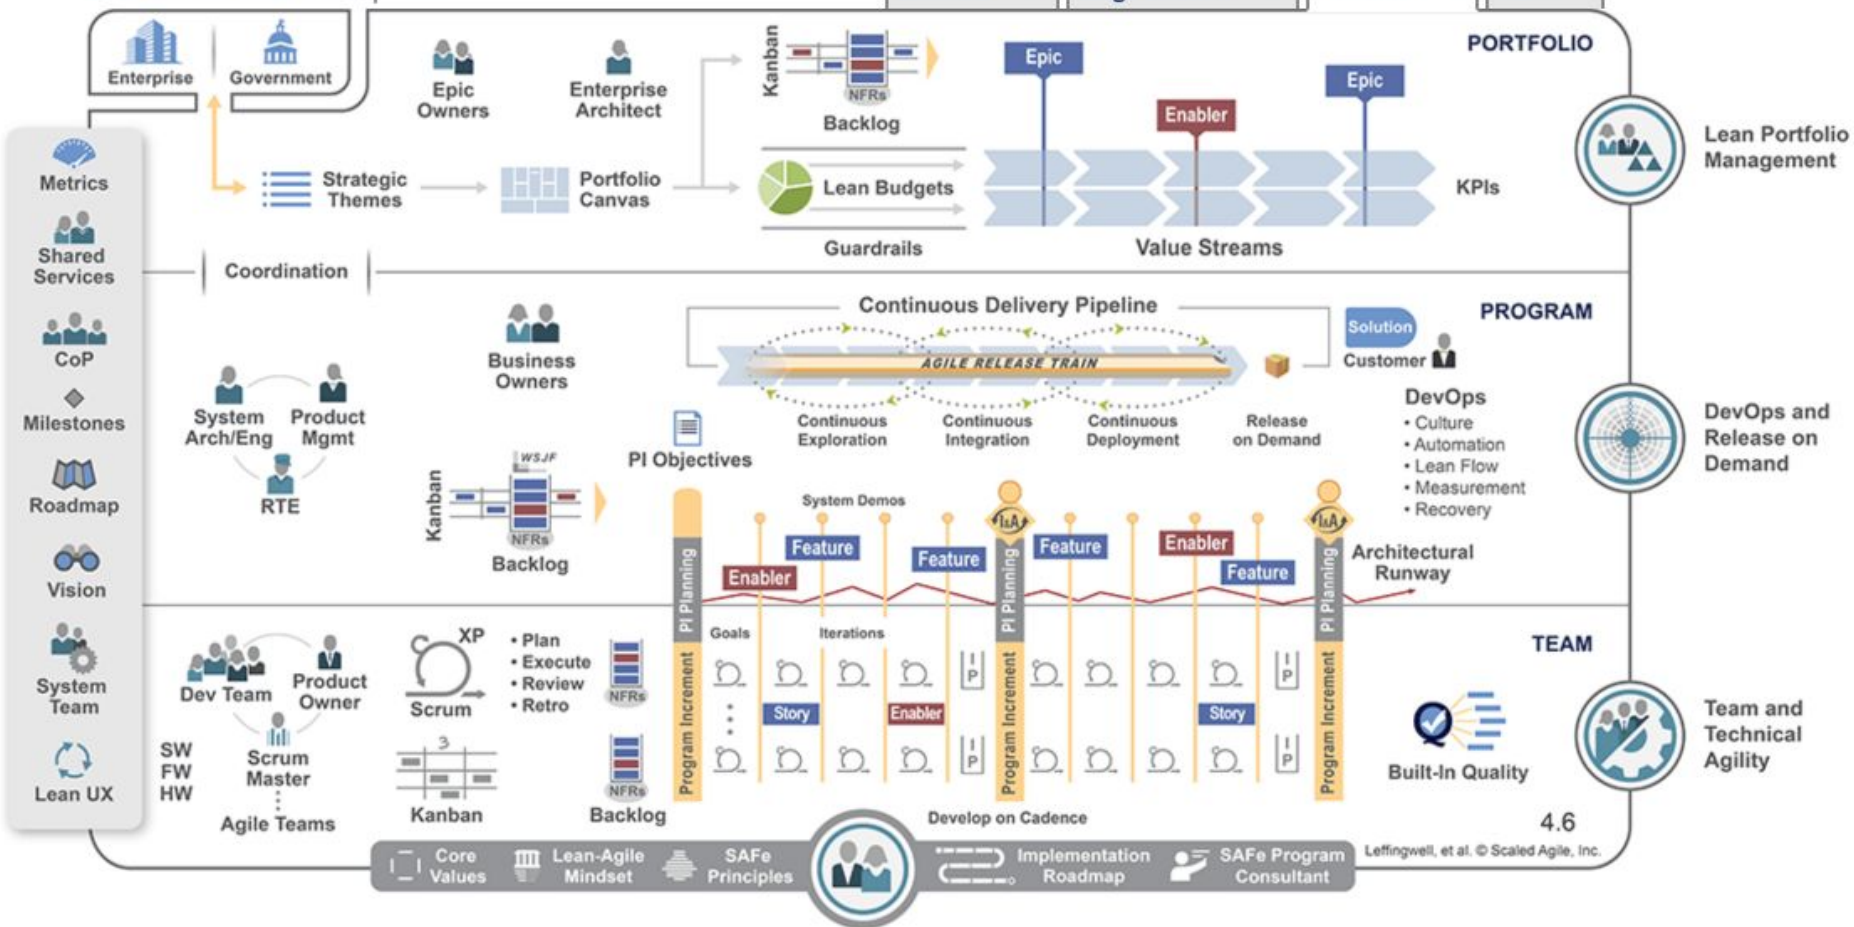 PORTFOLIO
Enterprise
Government
Epic
Owners
Enterprise
Architect
Kanban
NFRs
Backlog
Epic
Enabler
Epic
Strategic
Themes
Portfolio
Canvas
Lean Budgets
Guardrails
Value Streams
KPIs
Lean Portfolio
Management
Metrics
Shared
Services
CoP
Milestones
Roadmap
Vision
System
Team
Lean UX
Coordination
PROGRAM
Business
Owners
Continuous Delivery Pipeline
AGILE RELEASE TRAIN
Continuous
Exploration
Continuous
Integration
Continuous
Deployment
Release
on Demand
Solution
Customer
DevOps
• Culture
• Automation
• Lean Flow
• Measurement
• Recovery
DevOps and
Release on
Demand
System
Arch/Eng
Product
Mgmt
RTE
PI Objectives
Kanban
WSJF
NFRs
Backlog
System Demos
I&A
I&A
Enabler
Feature
Feature
Feature
Enabler
Feature
Architectural
Runway
PI Planning
PI Planning
PI Planning
TEAM
Dev Team
Product
Owner
Scrum
Master
Agile Teams
SW
FW
HW
XP
Scrum
• Plan
• Execute
• Review
• Retro
3
Kanban
NFRs
NFRs
Backlog
Program Increment
Goals
Iterations
Story
Enabler
IP
IP
Program Increment
Story
IP
IP
Program Increment
Develop on Cadence
Built-In Quality
Team and
Technical
Agility
4.6
Leffingwell, et al. © Scaled Agile, Inc.
Core
Values
Lean-Agile
Mindset
SAFe
Principles
Implementation
Roadmap
SAFe Program
Consultant